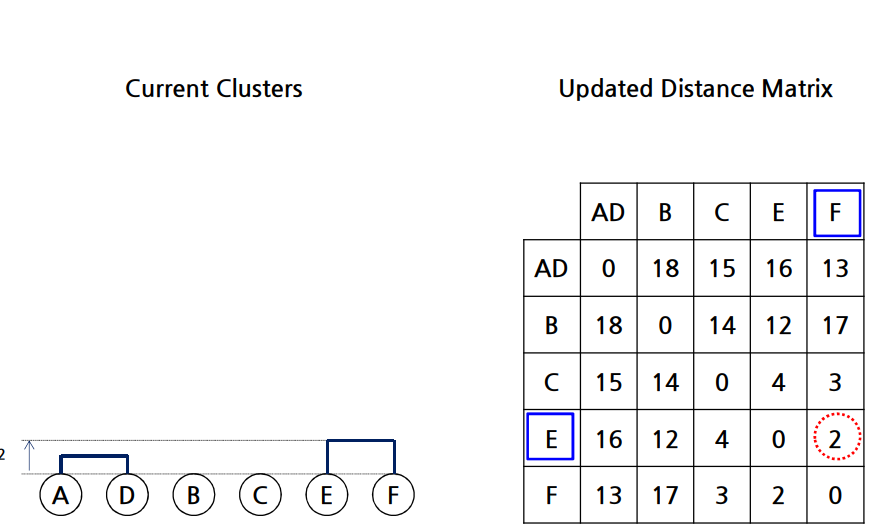 Current Clusters
Updated Distance Matrix
AD B C E F
AD 0 18 15 16 13
B 18 0 14 12 17
C 15 14 0 4 3
E 16 12 4 0 2
F 13 17 3 2 0
2
A D B C E F